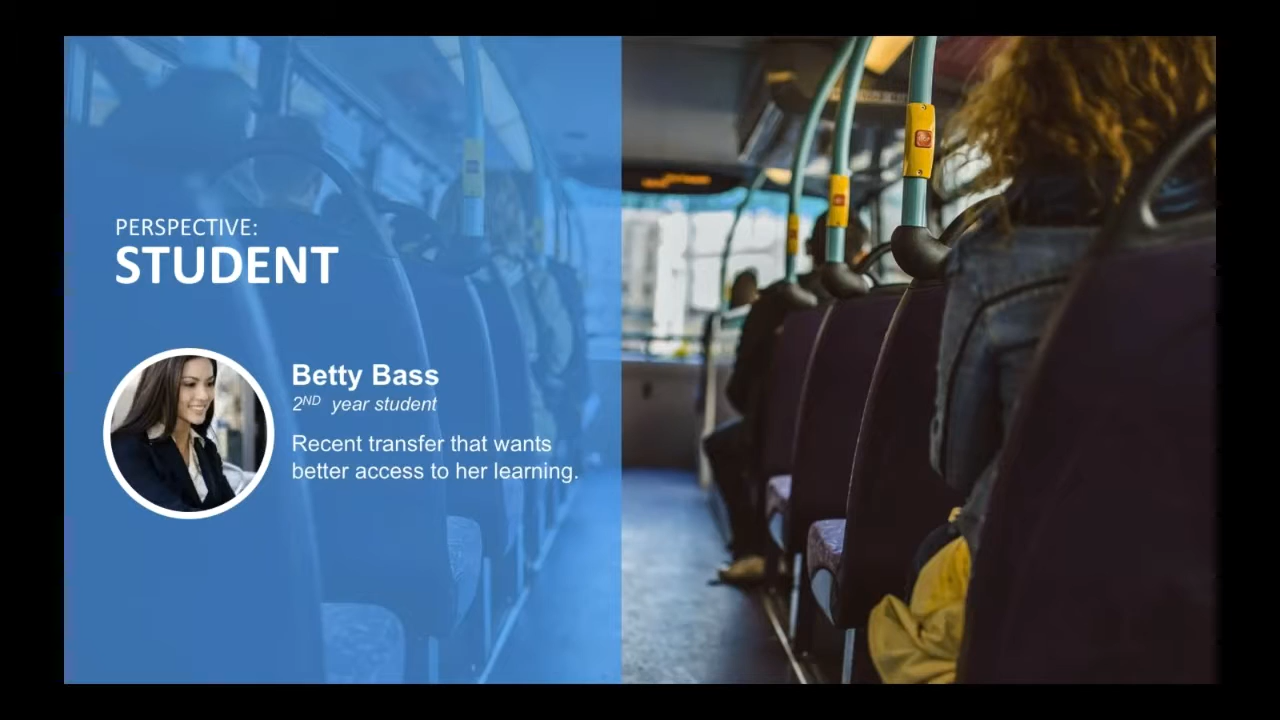 PERSPECTIVE:
STUDENT
Betty Bass
2ND year student
Recent transfer that wants
better access to her learning.